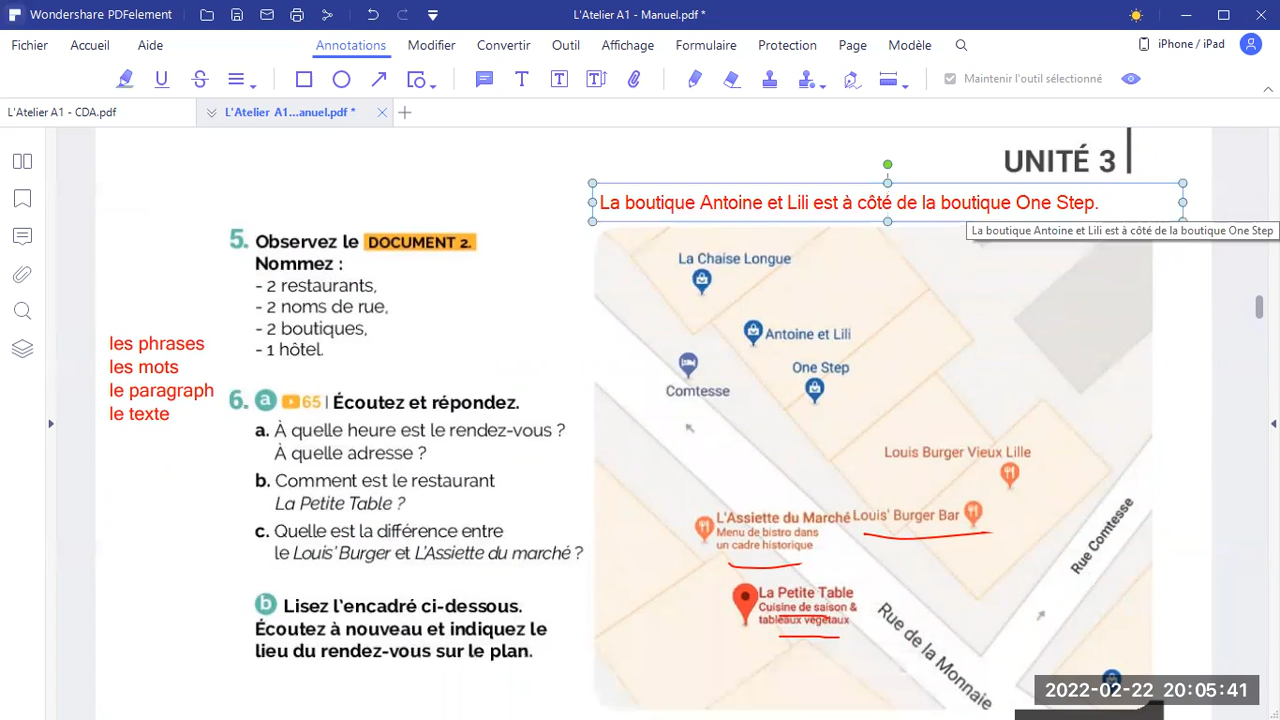 Wondershare PDFelement
L'Atelier A1 - Manuel.pdf *
Fichier Accueil Aide Annotations Modifier Convertir Outil Affichage Formulaire Protection Page Modèle iPhone / iPad
T T T Maintenir l'outil sélectionné
L'Atelier A1 - CDA.pdf
L'Atelier A1...anuel.pdf *
UNITÉ 3
La boutique Antoine et Lili est à côté de la boutique One Step.
La boutique Antoine et Lili est à côté de la boutique One Step
5. Observez le DOCUMENT 2.
Nommez :
- 2 restaurants,
- 2 noms de rue,
- 2 boutiques,
- 1 hôtel.
les phrases
les mots
le paragraph
le texte
6. a 65 | Écoutez et répondez.
a. À quelle heure est le rendez-vous ?
À quelle adresse ?
b. Comment est le restaurant
La Petite Table ?
c. Quelle est la différence entre
le Louis' Burger et L'Assiette du marché ?
b Lisez l'encadré ci-dessous.
Écoutez à nouveau et indiquez le
lieu du rendez-vous sur le plan.
La Chaise Longue
Antoine et Lili
One Step
Comtesse
Louis Burger Vieux Lille
L'Assiette du Marché
Menu de bistro dans
un cadre historique
Louis' Burger Bar
La Petite Table
Cuisine de saison &
tableaux végétaux
Rue Comtesse
Rue de la Monnaie
2022-02-22 20:05:41